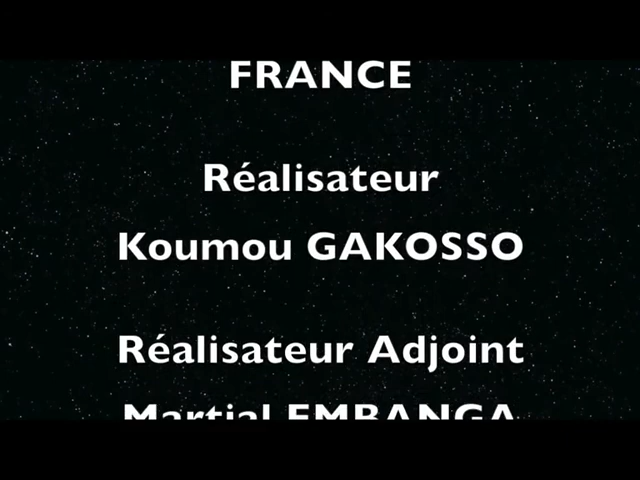 FRANCE
Réalisateur
Koumou GAKOSSO
Réalisateur Adjoint
Martial EMBANGA